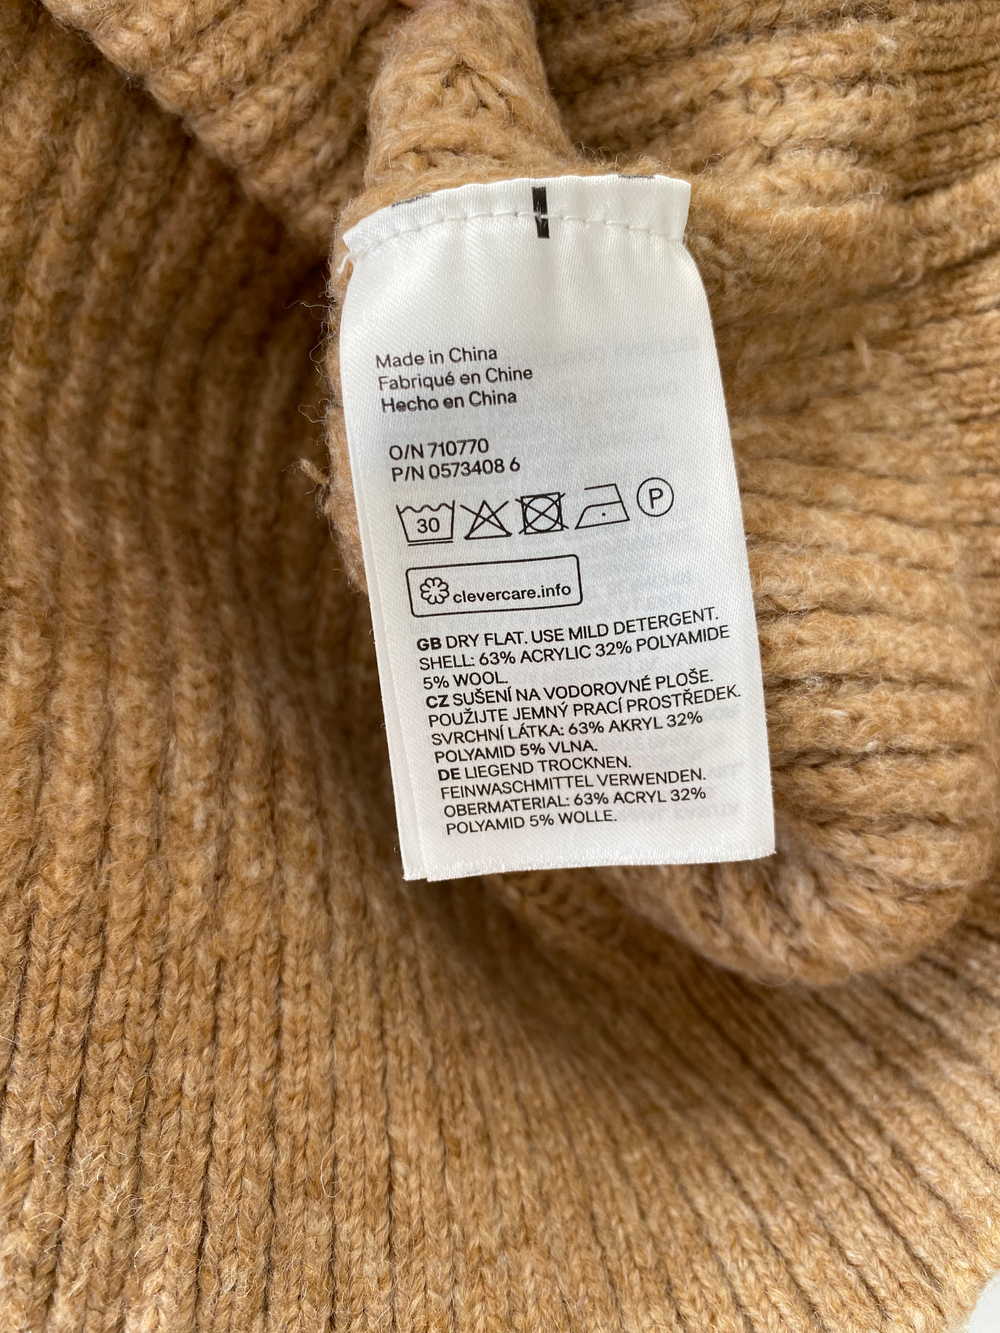 Made in China
Fabriqué en Chine
Hecho en China
O/N 710770
P/N 0573408 6
30
P
clevercare.info
GB DRY FLAT. USE MILD DETERGENT.
SHELL: 63% ACRYLIC 32% POLYAMIDE
5% WOOL.
CZ SUŠENÍ NA VODOROVNÉ PLOŠE.
POUŽIJTE JEMNÝ PRACÍ PROSTŘEDEK.
SVRCHNÍ LÁTKA: 63% AKRYL 32%
POLYAMID 5% VLNA.
DE LIEGEND TROCKNEN.
FEINWASCHMITTEL VERWENDEN.
OBERMATERIAL: 63% ACRYL 32%
POLYAMID 5% WOLLE.